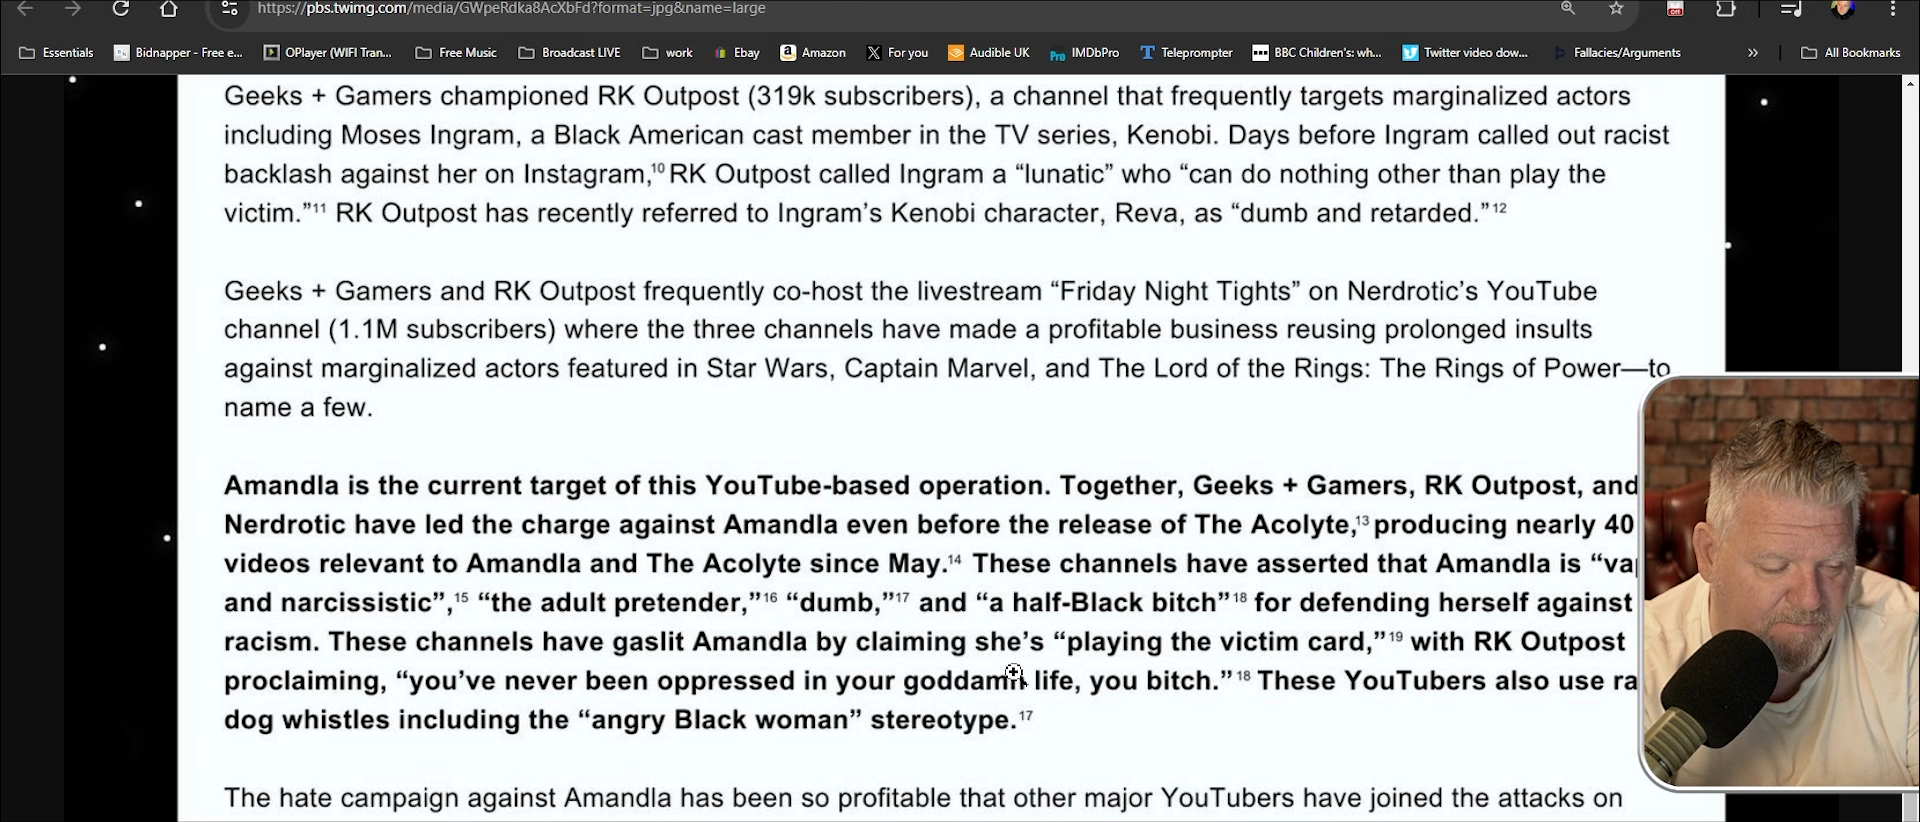 https://pbs.twimg.com/media/GWpeRdka8AcXbFd?format=jpg&name=large
Essentials Bidnapper - Free e... OPlayer (WIFI Tran... Free Music Broadcast LIVE work Ebay Amazon For you Audible UK IMDbPro Teleprompter BBC Children's: wh... Twitter video dow... Fallacies/Arguments » All Bookmarks
Geeks + Gamers championed RK Outpost (319k subscribers), a channel that frequently targets marginalized actors
including Moses Ingram, a Black American cast member in the TV series, Kenobi. Days before Ingram called out racist
backlash against her on Instagram,¹⁰ RK Outpost called Ingram a “lunatic” who “can do nothing other than play the
victim.”¹¹ RK Outpost has recently referred to Ingram’s Kenobi character, Reva, as “dumb and retarded.”¹²
Geeks + Gamers and RK Outpost frequently co-host the livestream “Friday Night Tights” on Nerdrotic’s YouTube
channel (1.1M subscribers) where the three channels have made a profitable business reusing prolonged insults
against marginalized actors featured in Star Wars, Captain Marvel, and The Lord of the Rings: The Rings of Power—to
name a few.
Amandla is the current target of this YouTube-based operation. Together, Geeks + Gamers, RK Outpost, and
Nerdrotic have led the charge against Amandla even before the release of The Acolyte,¹³ producing nearly 40
videos relevant to Amandla and The Acolyte since May.¹⁴ These channels have asserted that Amandla is
and narcissistic”,¹⁵ “the adult pretender,”¹⁶ “dumb,”¹⁷ and “a half-Black bitch”¹⁸ for defending herself against
racism. These channels have gaslit Amandla by claiming she’s “playing the victim card,”¹⁹ with RK Outpost
proclaiming, “you’ve never been oppressed in your goddamn life, you bitch.”¹⁸ These YouTubers also use
dog whistles including the “angry Black woman” stereotype.¹⁷
The hate campaign against Amandla has been so profitable that other major YouTubers have joined the attacks on